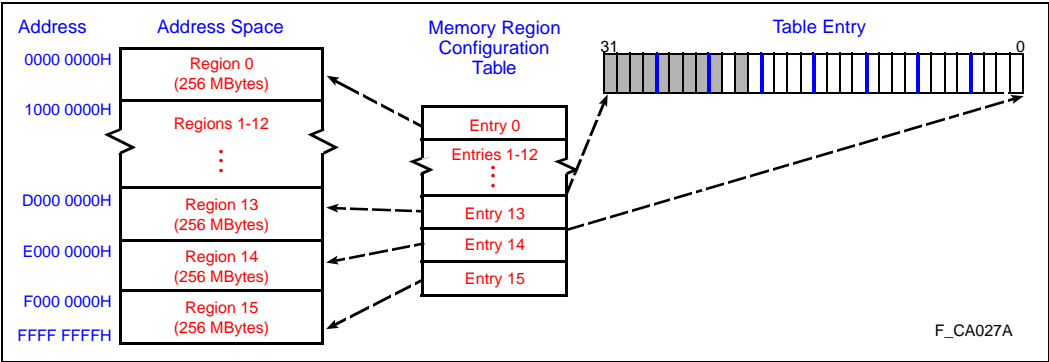 Address
Address Space
Memory Region
Configuration
Table
Table Entry
31
0
0000 0000H
Region 0
(256 MBytes)
1000 0000H
Regions 1-12
Entry 0
Entries 1-12
D000 0000H
Region 13
(256 MBytes)
Entry 13
E000 0000H
Region 14
(256 MBytes)
Entry 14
F000 0000H
Region 15
(256 MBytes)
Entry 15
FFFF FFFFH
F_CA027A